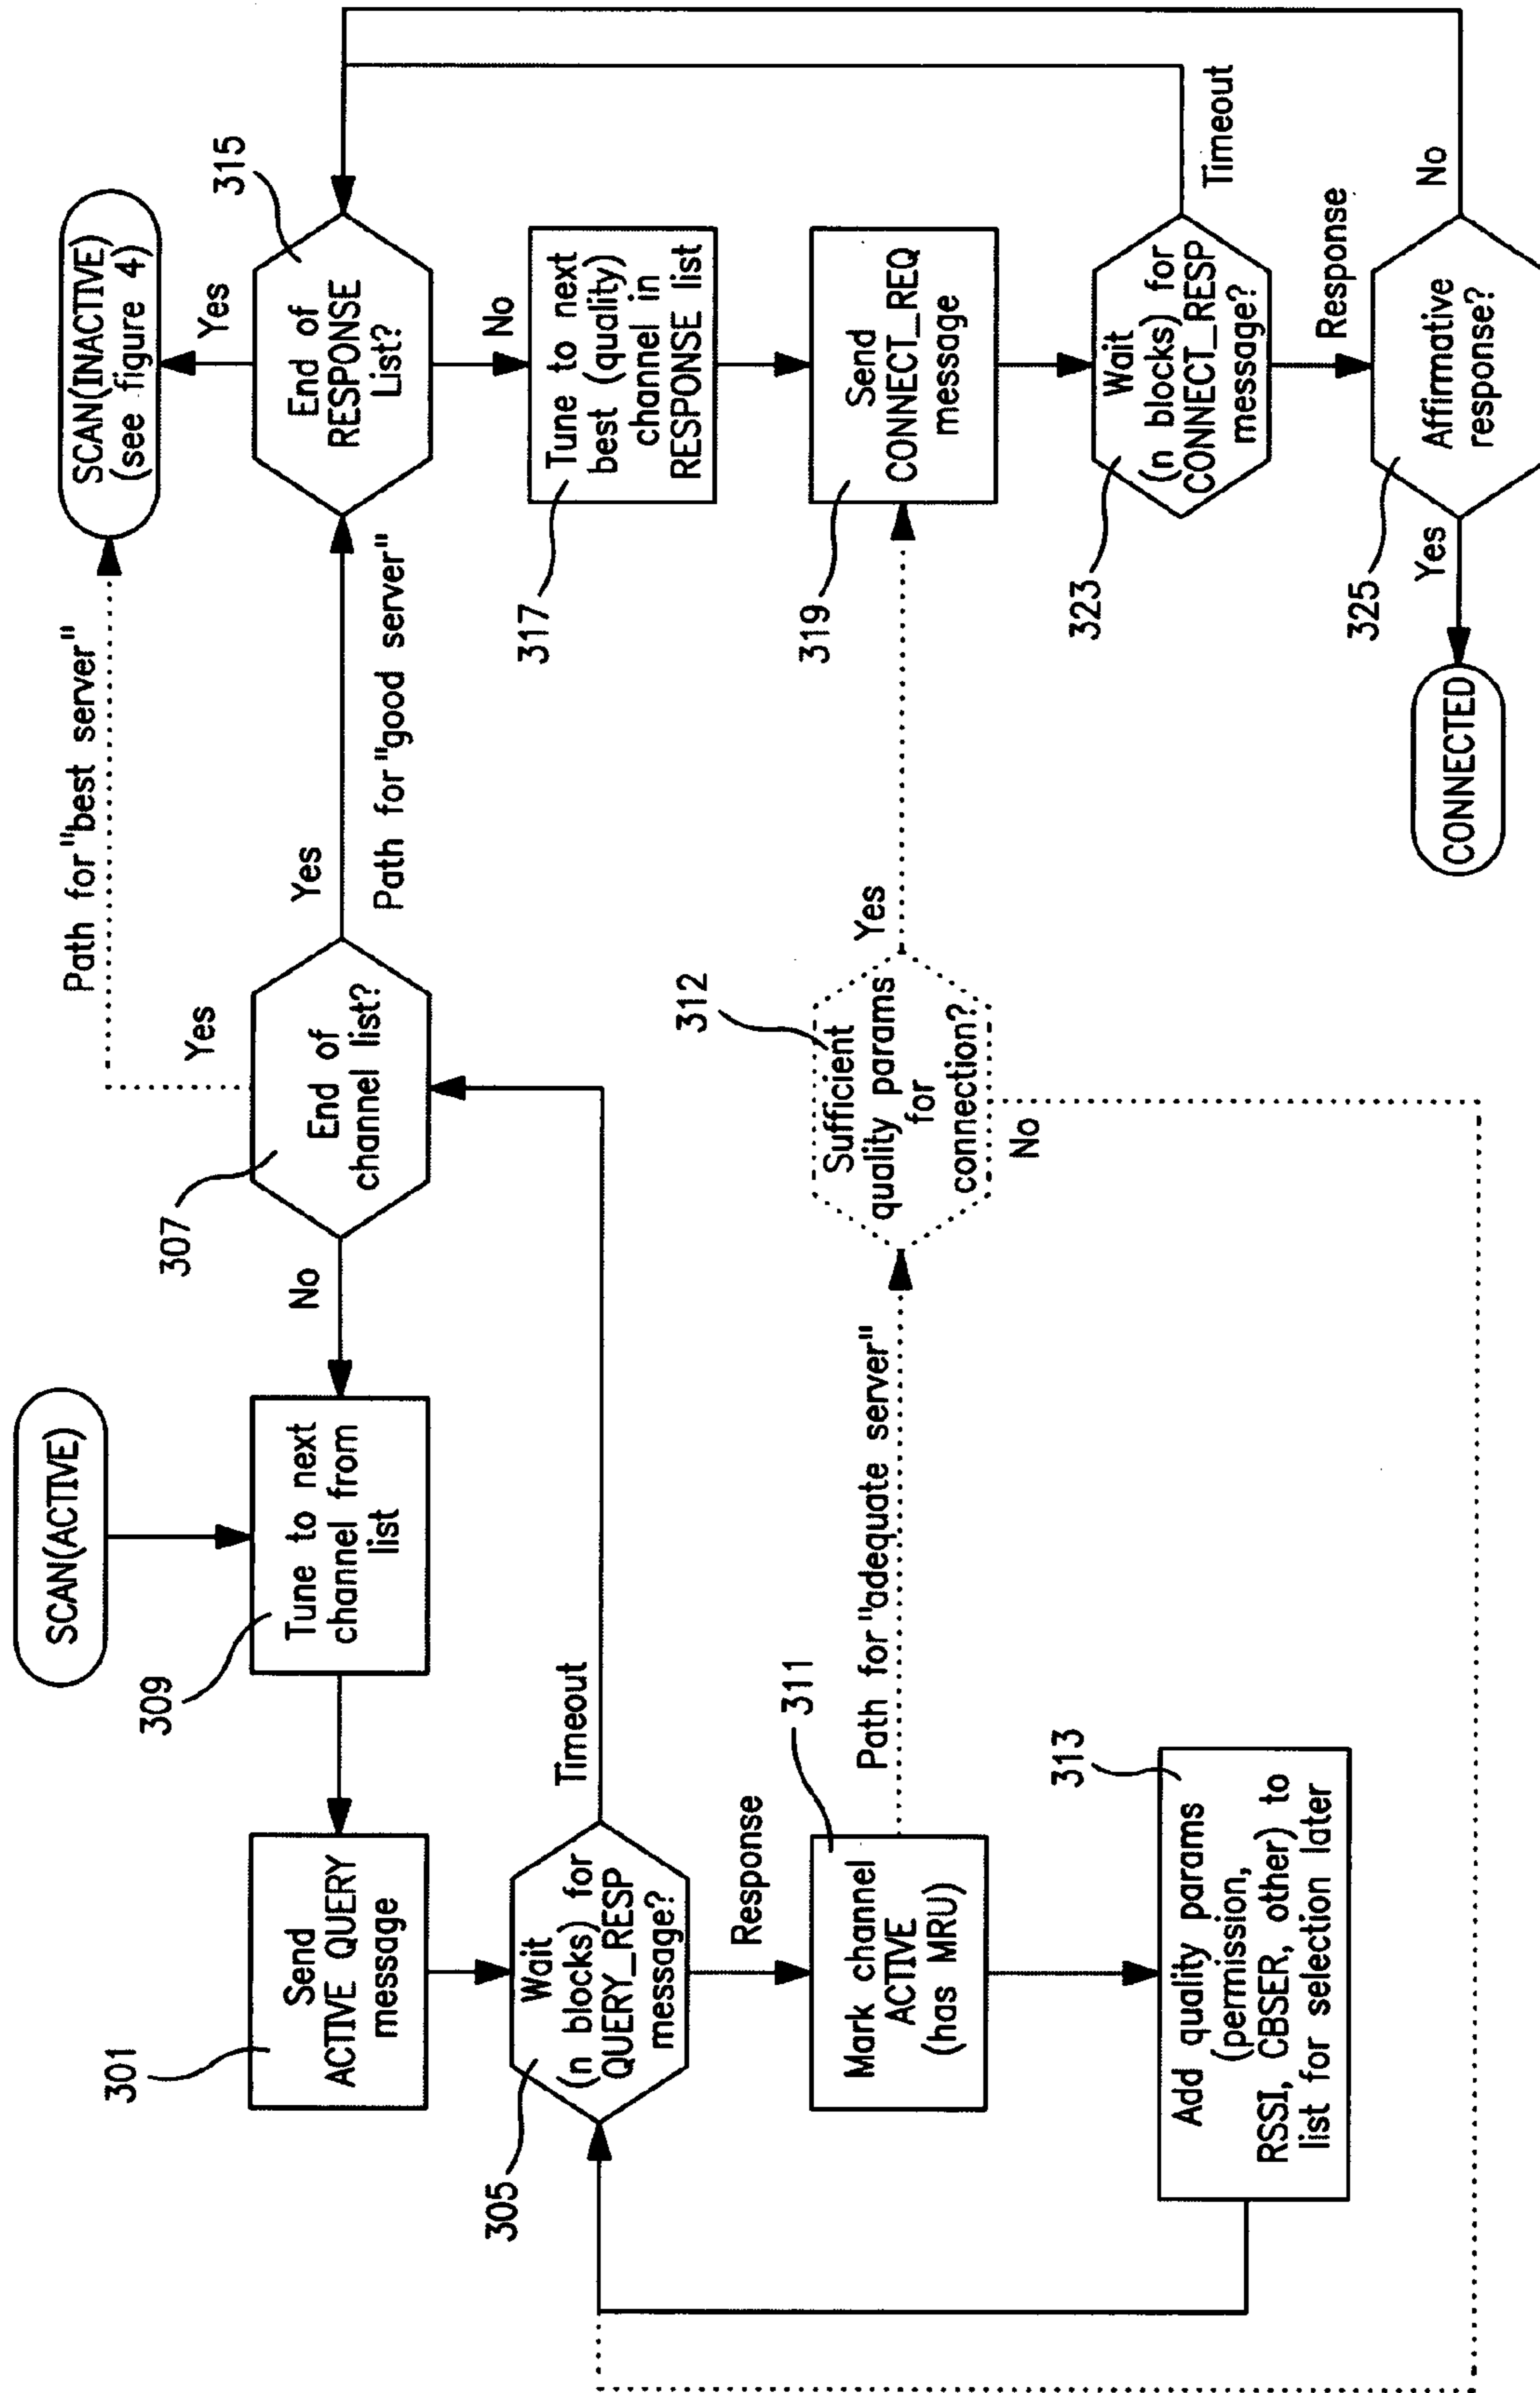 SCAN(ACTIVE)
309
Tune to next
channel from
list
301
Send
ACTIVE QUERY
message
305
Wait
(n blocks) for
QUERY_RESP
message?
Timeout
Response
311
Mark channel
ACTIVE
(has MRU)
313
Add quality params
(permission,
RSSI, CBSER, other) to
list for selection later
307
End of
channel list?
No
Yes
Path for "best server"
Yes
Path for "good server"
Path for "adequate server"
312
Sufficient
quality params
for
connection?
Yes
No
SCAN(INACTIVE)
(see figure 4)
Yes
315
End of
RESPONSE
List?
No
317
Tune to next
best (quality)
channel in
RESPONSE list
319
Send
CONNECT_REQ
message
323
Wait
(n blocks) for
CONNECT_RESP
message?
Timeout
Response
325
Affirmative
response?
No
Yes
CONNECTED